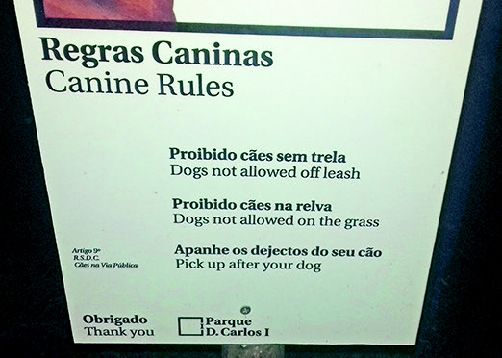 Regras Caninas
Canine Rules
Proibido cães sem trela
Dogs not allowed off leash
Proibido cães na relva
Dogs not allowed on the grass
Apanhe os dejectos do seu cão
Pick up after your dog
Artigo 9º
R.S.D.C.
Cães na Via Pública
Obrigado
Thank you
Parque
D. Carlos I